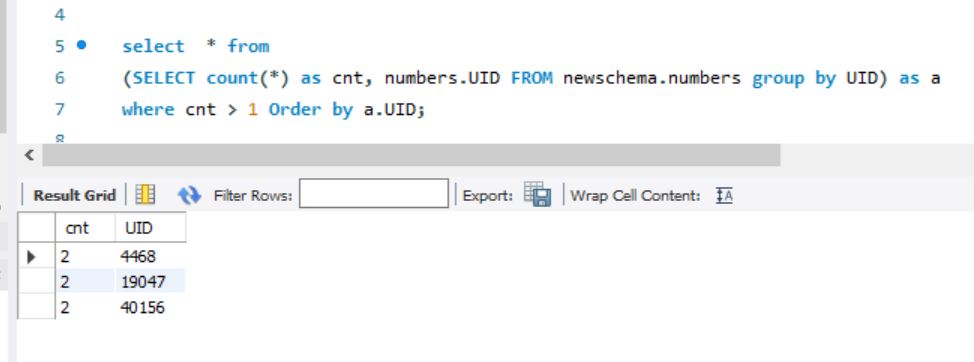 4
5 select * from
6 (SELECT count(*) as cnt, numbers.UID FROM newschema.numbers group by UID) as a
7 where cnt > 1 Order by a.UID;
8
Result Grid Filter Rows: Export: Wrap Cell Content: IA
cnt UID
2 4468
2 19047
2 40156